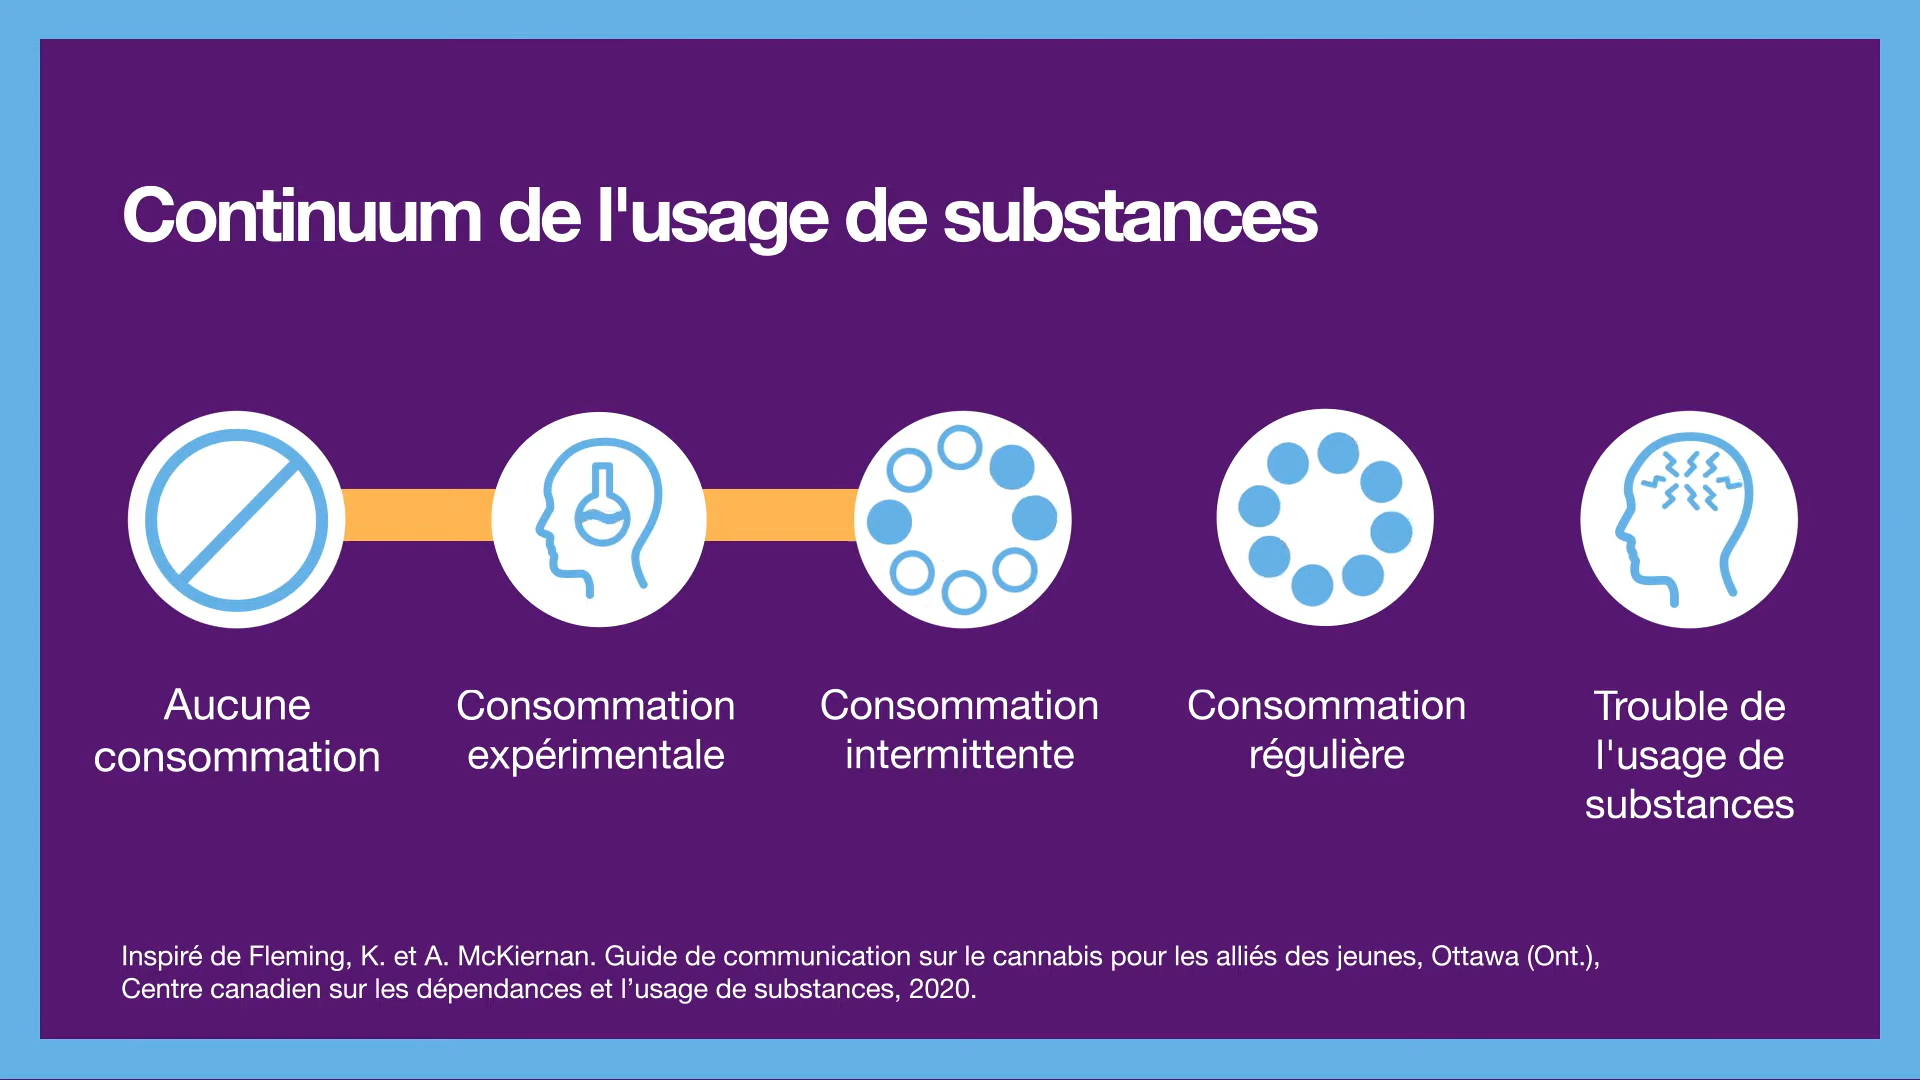 Continuum de l'usage de substances
Aucune
consommation
Consommation
expérimentale
Consommation
intermittente
Consommation
régulière
Trouble de
l'usage de
substances
Inspiré de Fleming, K. et A. McKiernan. Guide de communication sur le cannabis pour les alliés des jeunes, Ottawa (Ont.),
Centre canadien sur les dépendances et l’usage de substances, 2020.